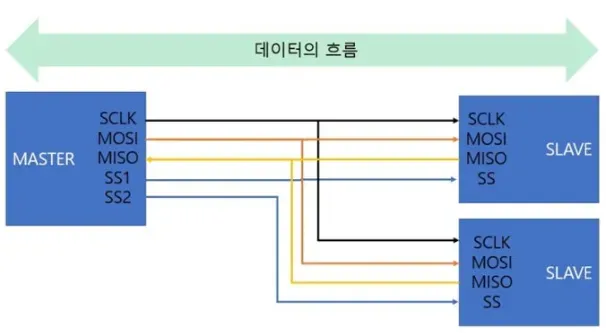 데이터의 흐름
MASTER
SCLK
MOSI
MISO
SS1
SS2
SCLK
MOSI
MISO
SS
SLAVE
SCLK
MOSI
MISO
SS
SLAVE